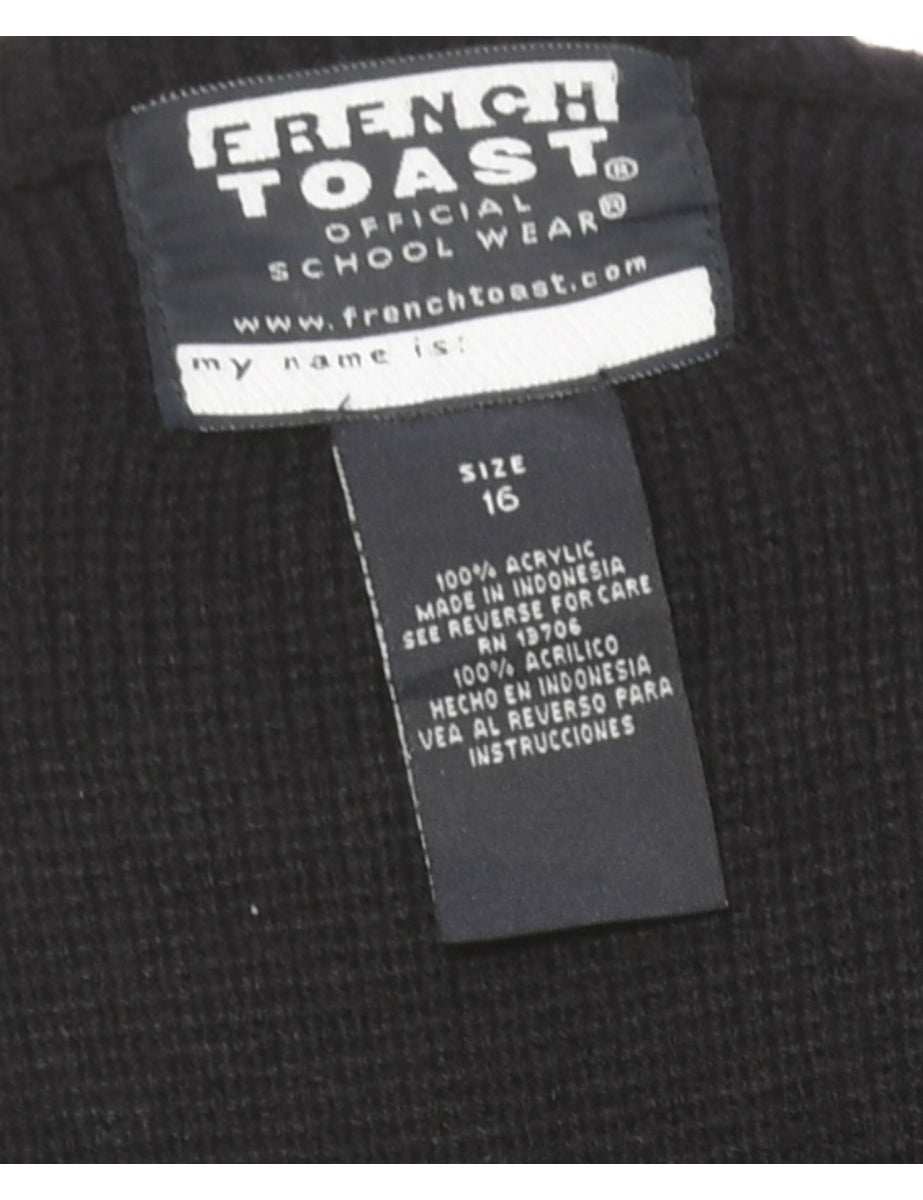 FRENCH
TOAST®
OFFICIAL
SCHOOL WEAR®
www.frenchtoast.com
my name is:
SIZE
16
100% ACRYLIC
MADE IN INDONESIA
SEE REVERSE FOR CARE
RN 13706
100% ACRILICO
HECHO EN INDONESIA
VEA AL REVERSO PARA
INSTRUCCIONES